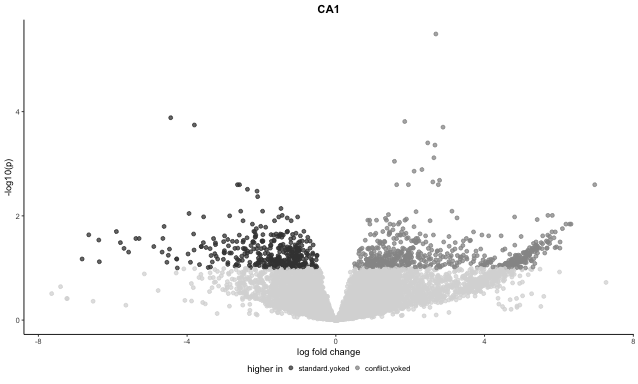 CA1
-log10(p)
4
2
0
-8
-4
0
4
8
log fold change
higher in standard.yoked conflict.yoked